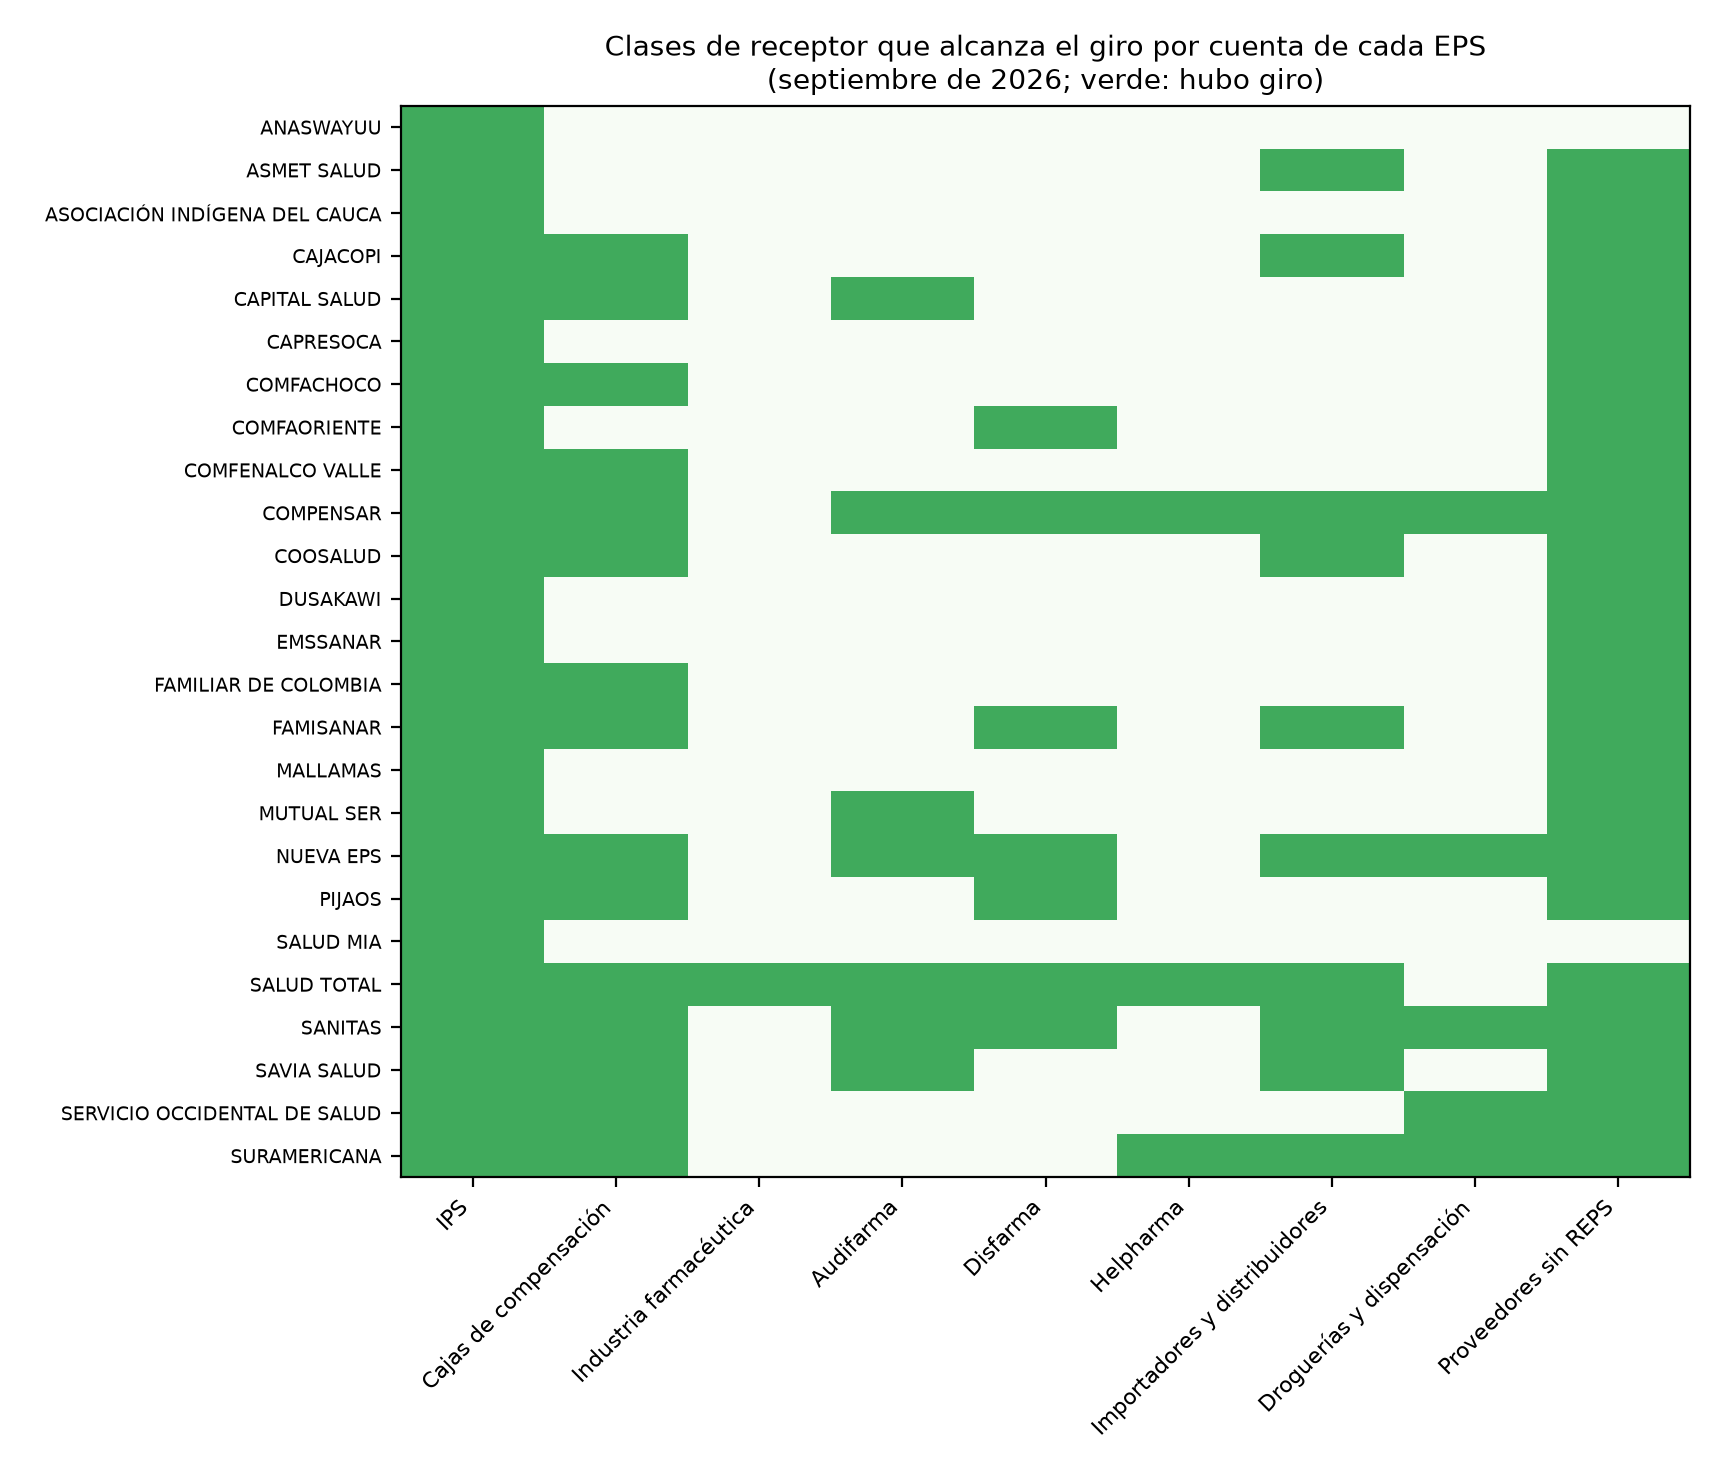 Clases de receptor que alcanza el giro por cuenta de cada EPS
(septiembre de 2026; verde: hubo giro)
ANASWAYUU
ASMET SALUD
ASOCIACIÓN INDÍGENA DEL CAUCA
CAJACOPI
CAPITAL SALUD
CAPRESOCA
COMFACHOCO
COMFAORIENTE
COMFENALCO VALLE
COMPENSAR
COOSALUD
DUSAKAWI
EMSSANAR
FAMILIAR DE COLOMBIA
FAMISANAR
MALLAMAS
MUTUAL SER
NUEVA EPS
PIJAOS
SALUD MIA
SALUD TOTAL
SANITAS
SAVIA SALUD
SERVICIO OCCIDENTAL DE SALUD
SURAMERICANA
IPS
Cajas de compensación
Industria farmacéutica
Audifarma
Disfarma
Helpharma
Importadores y distribuidores
Droguerías y dispensación
Proveedores sin REPS